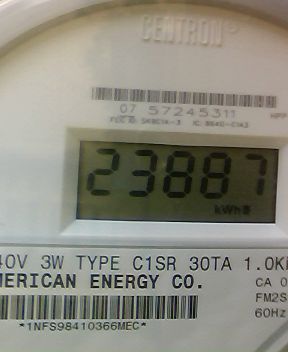 CENTRON
07 57245311
23887
kWh
40V 3W TYPE C1SR 30TA 1.0K
MERICAN ENERGY CO.
CA 0
FM2S
60Hz
*1NFS98410366MEC*